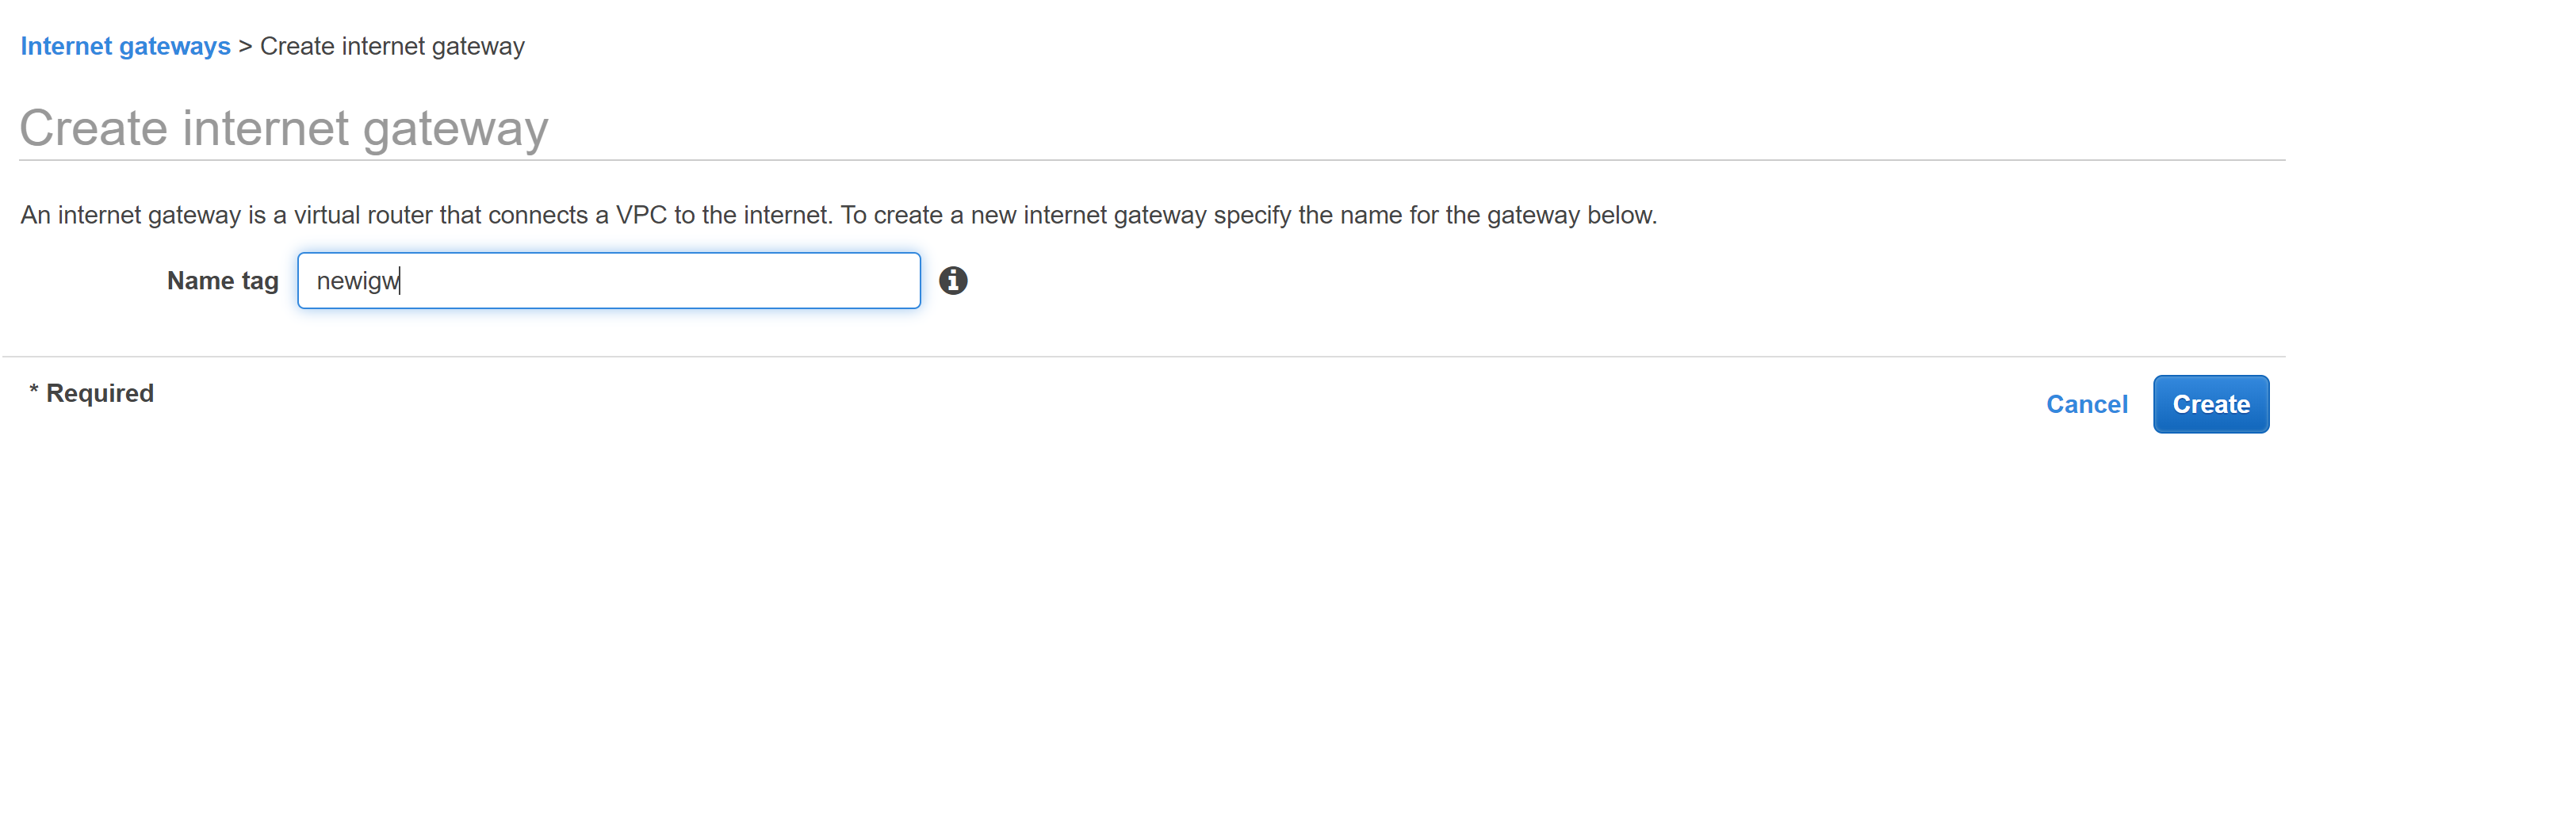 Internet gateways > Create internet gateway
Create internet gateway
An internet gateway is a virtual router that connects a VPC to the internet. To create a new internet gateway specify the name for the gateway below.
Name tag newigw
* Required
Cancel Create